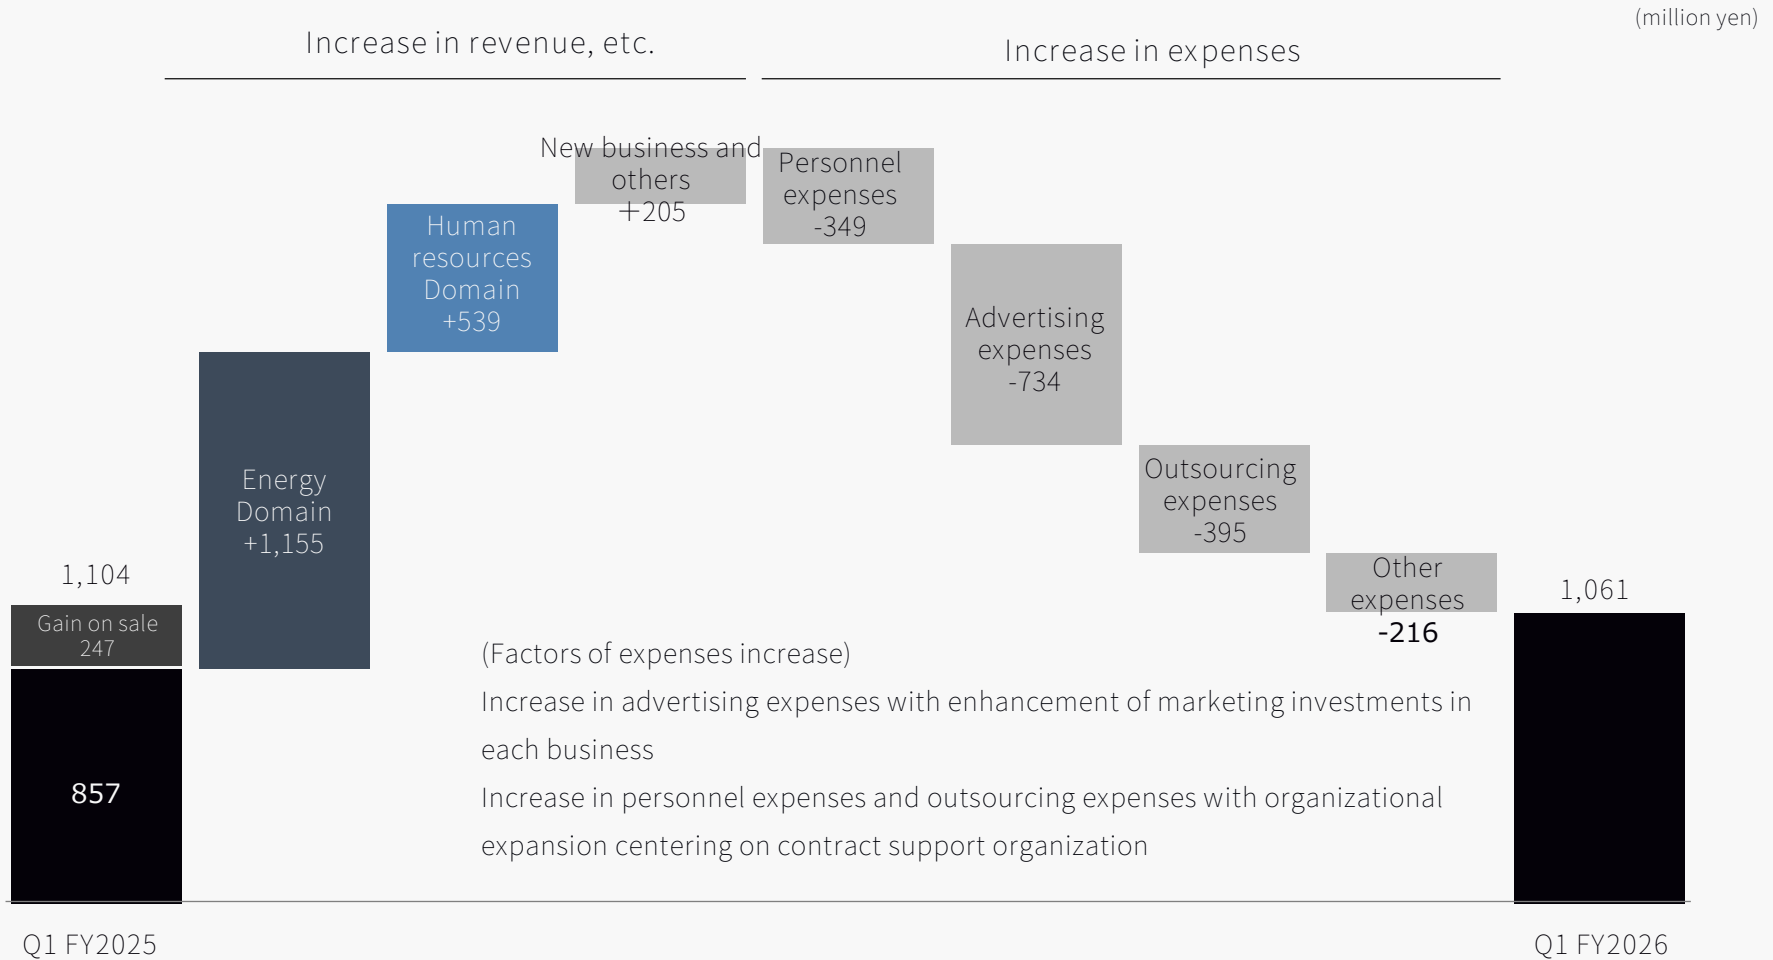 (million yen)
Increase in revenue, etc.
Increase in expenses
New business and
others
＋205
Personnel
expenses
-349
Human
resources
Domain
+539
Advertising
expenses
-734
Energy
Domain
+1,155
Outsourcing
expenses
-395
Other
expenses
-216
1,104
Gain on sale
247
857
1,061
(Factors of expenses increase)
Increase in advertising expenses with enhancement of marketing investments in
each business
Increase in personnel expenses and outsourcing expenses with organizational
expansion centering on contract support organization
Q1 FY2025
Q1 FY2026